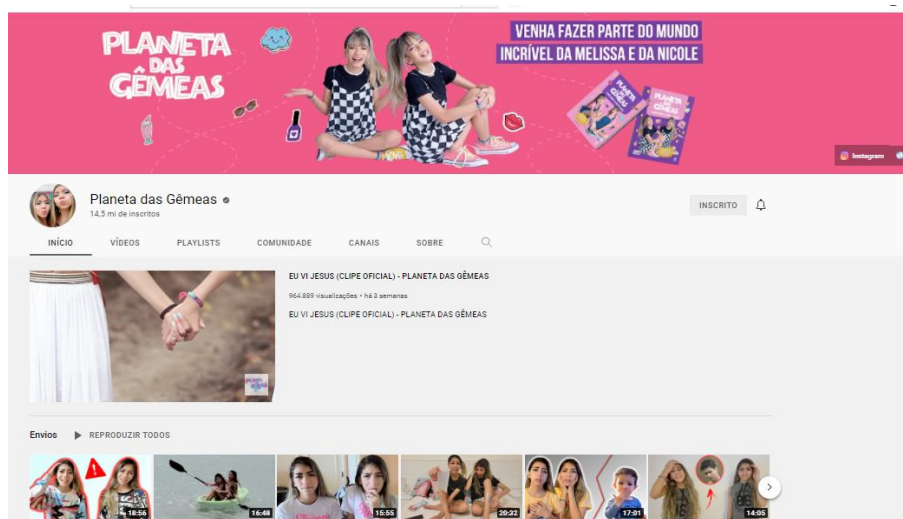 PLANETA
DAS
GÊMEAS
VENHA FAZER PARTE DO MUNDO
INCRÍVEL DA MELISSA E DA NICOLE
Instagram
Planeta das Gêmeas
14,5 mi de inscritos
INSCRITO
INÍCIO VÍDEOS PLAYLISTS COMUNIDADE CANAIS SOBRE
EU VI JESUS (CLIPE OFICIAL) - PLANETA DAS GÊMEAS
964.889 visualizações • há 3 semanas
EU VI JESUS (CLIPE OFICIAL) - PLANETA DAS GÊMEAS
Envios REPRODUZIR TODOS
18:56 16:48 15:55 20:32 17:01 14:05